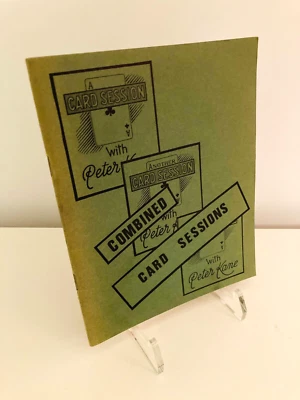 A
CARD SESSION
With
Peter
ANOTHER
CARD SESSION
With
Peter
COMBINED
CARD SESSIONS
With
Peter Kane